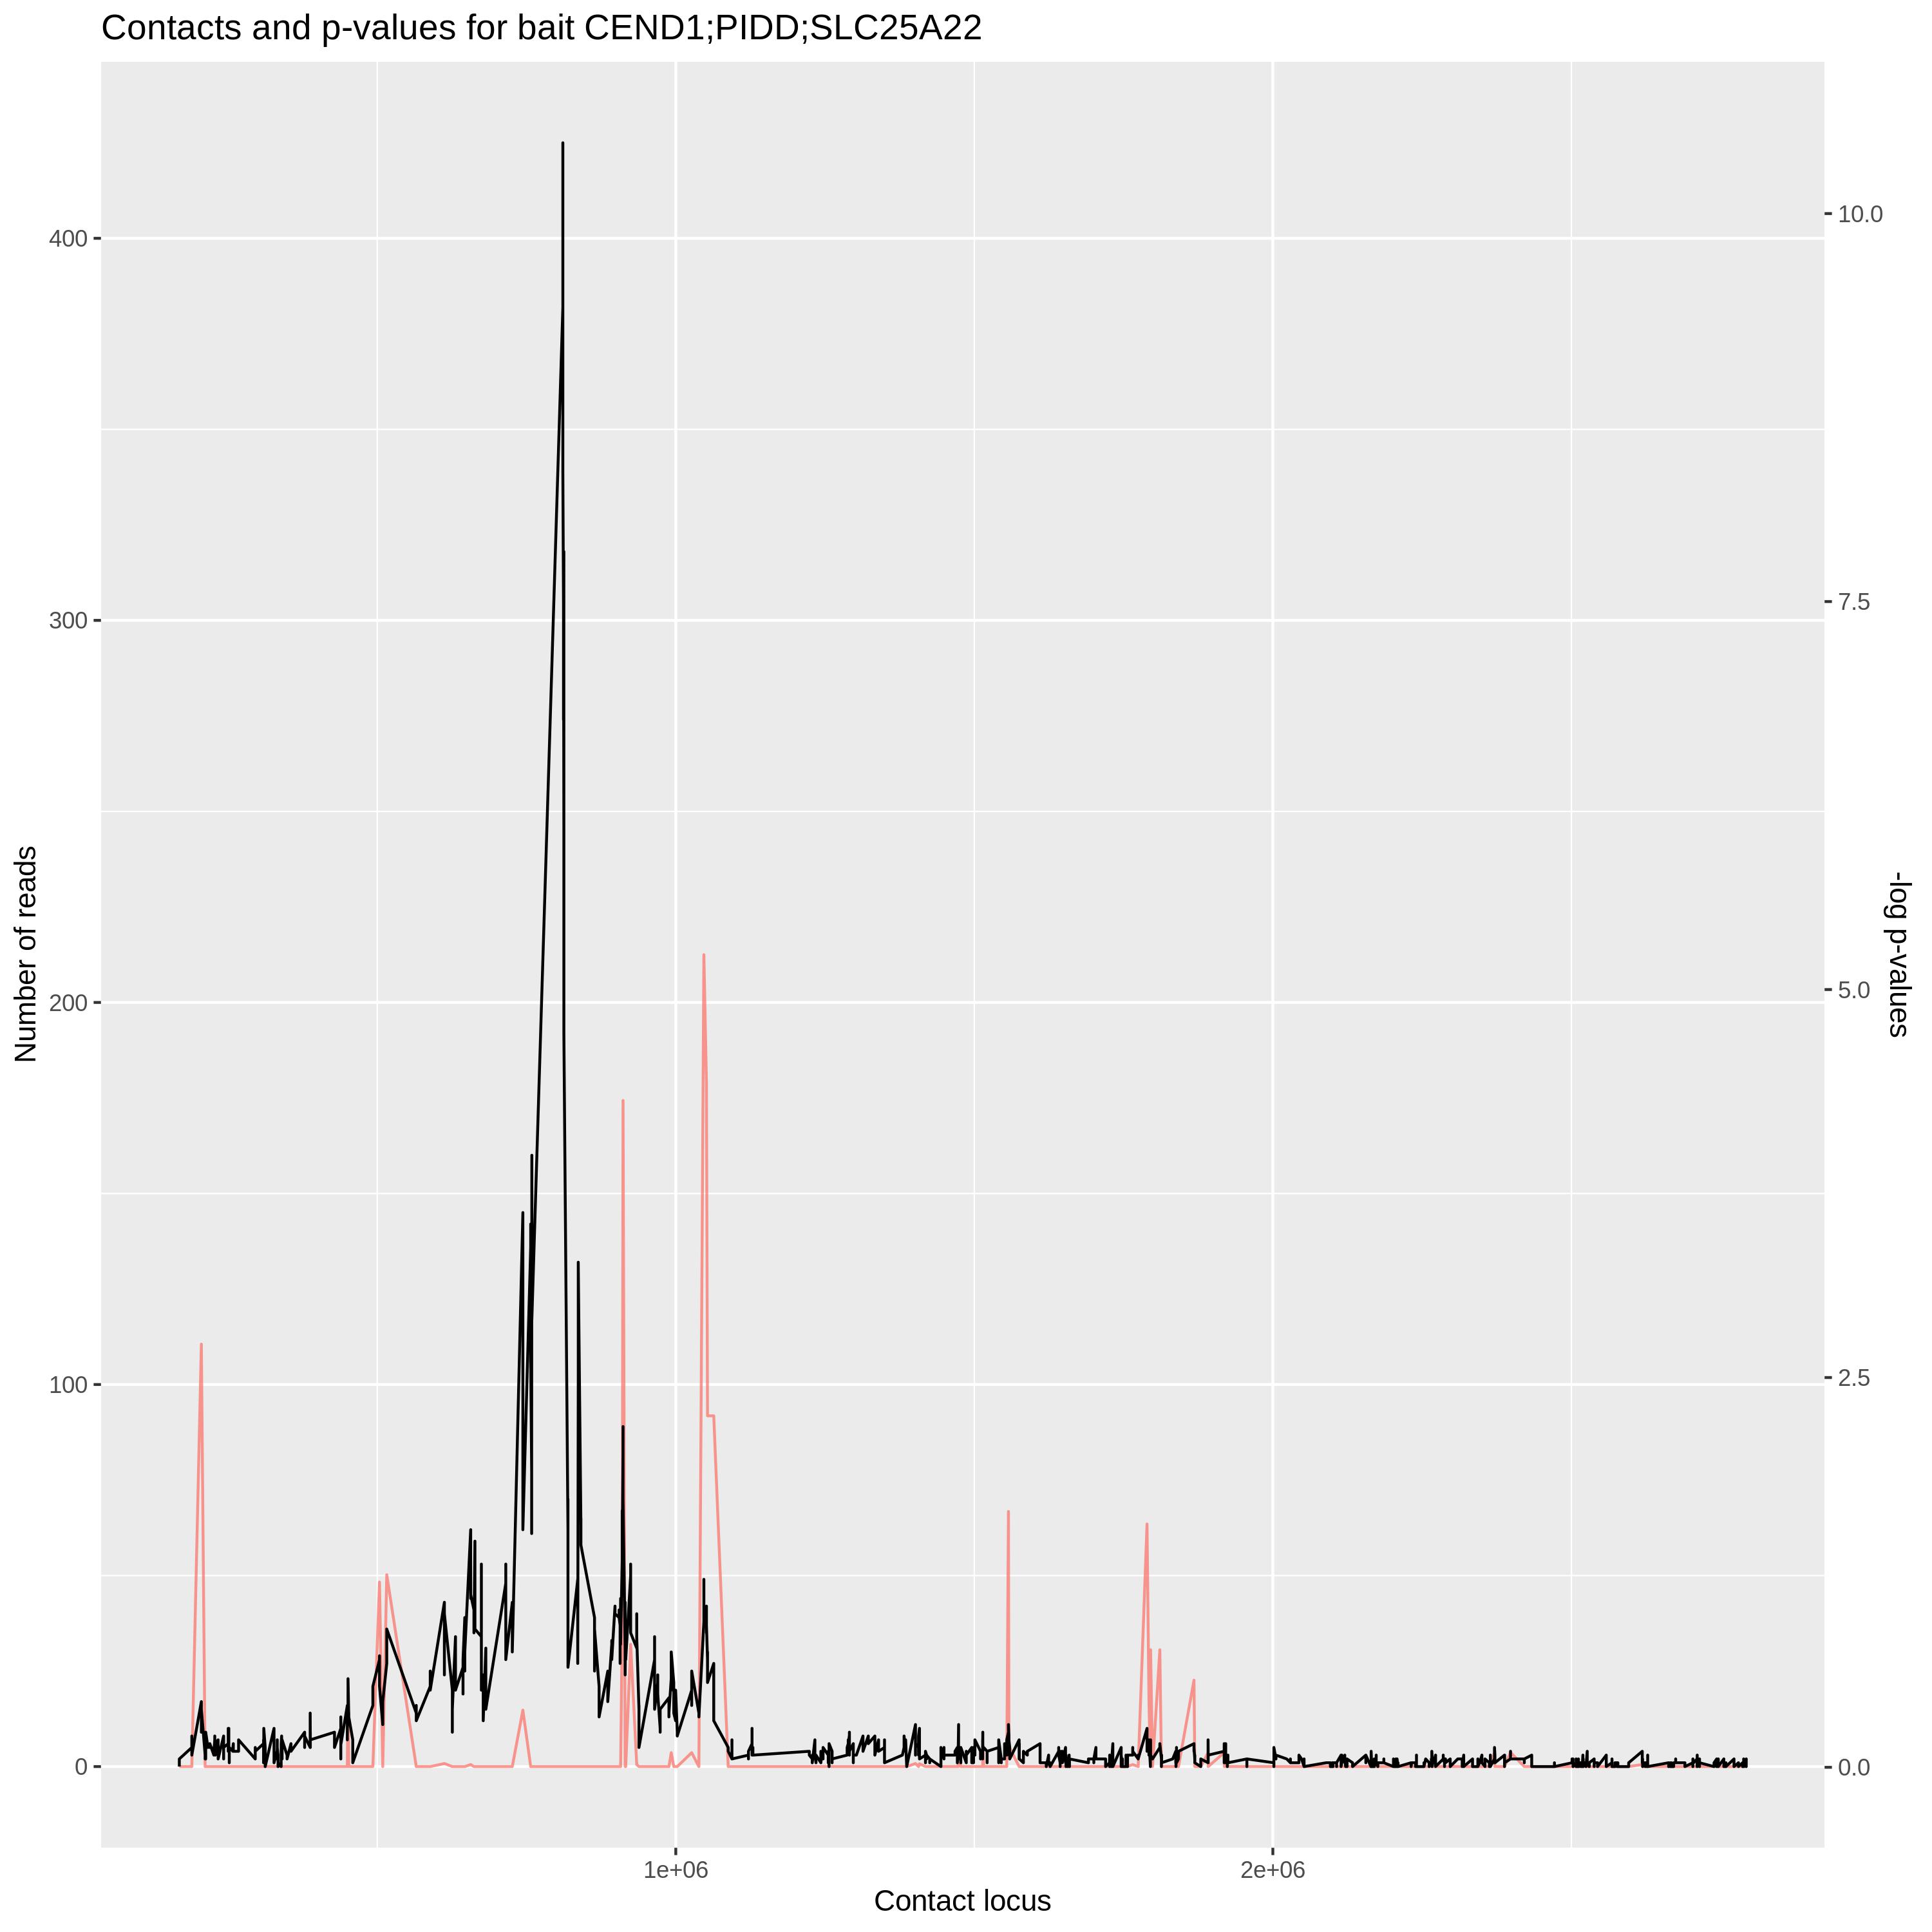 Contacts and p-values for bait CEND1;PIDD;SLC25A22
400
300
200
100
0
Number of reads
10.0
7.5
5.0
2.5
0.0
-log p-values
1e+06
2e+06
Contact locus